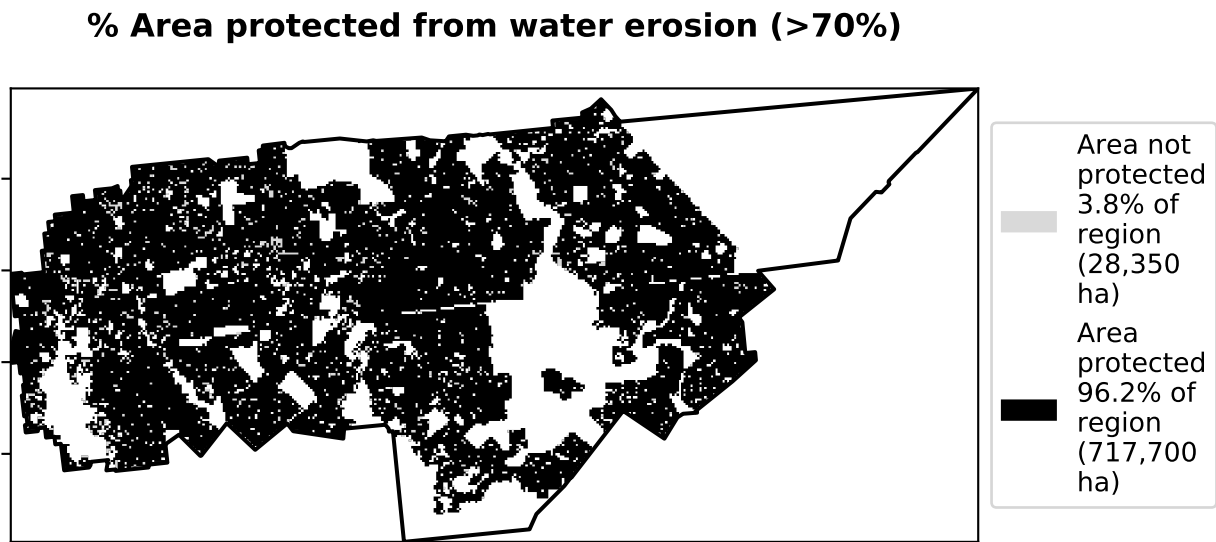 % Area protected from water erosion (>70%)
Area not
protected
3.8% of
region
(28,350
ha)
Area
protected
96.2% of
region
(717,700
ha)